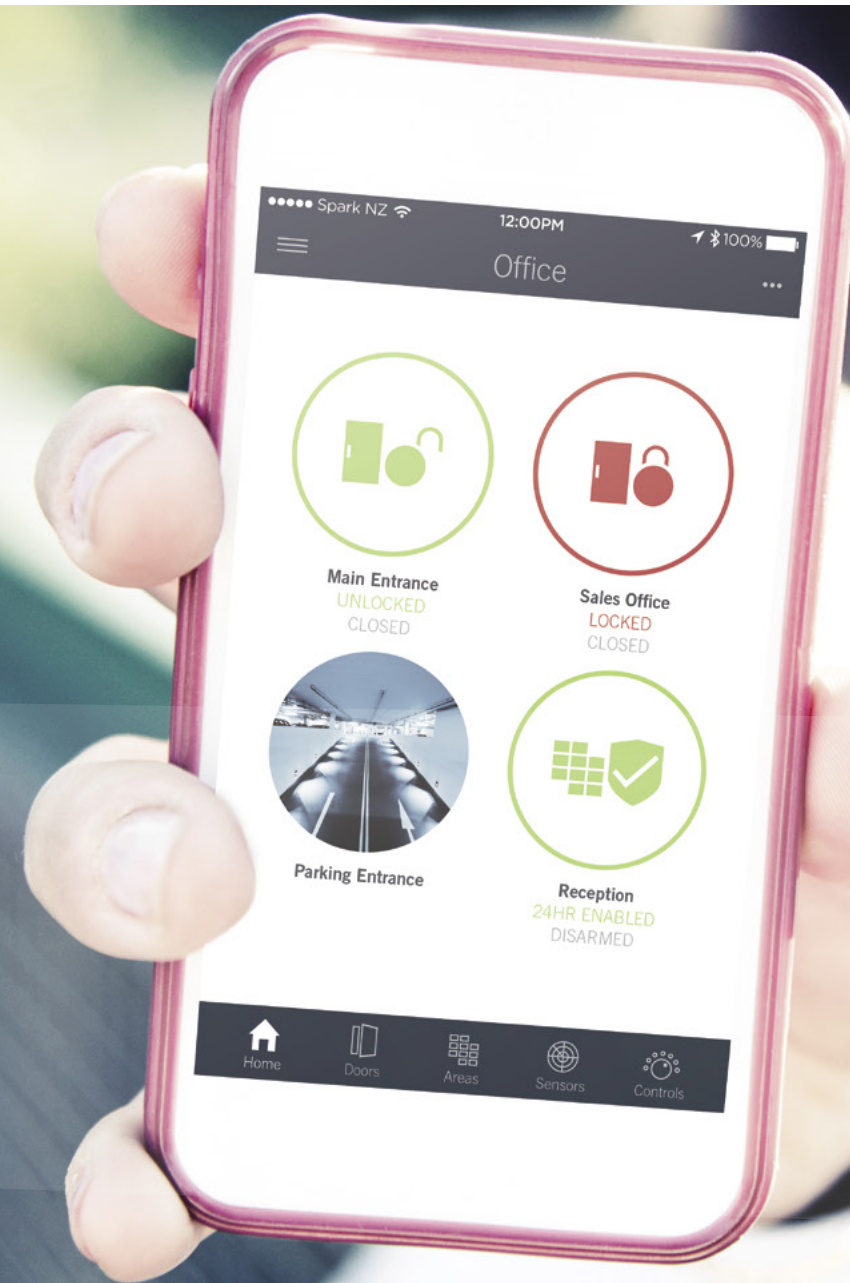 Spark NZ
12:00PM
100%
Office
Main Entrance
UNLOCKED
CLOSED
Sales Office
LOCKED
CLOSED
Parking Entrance
Reception
24HR ENABLED
DISARMED
Home
Doors
Areas
Sensors
Controls